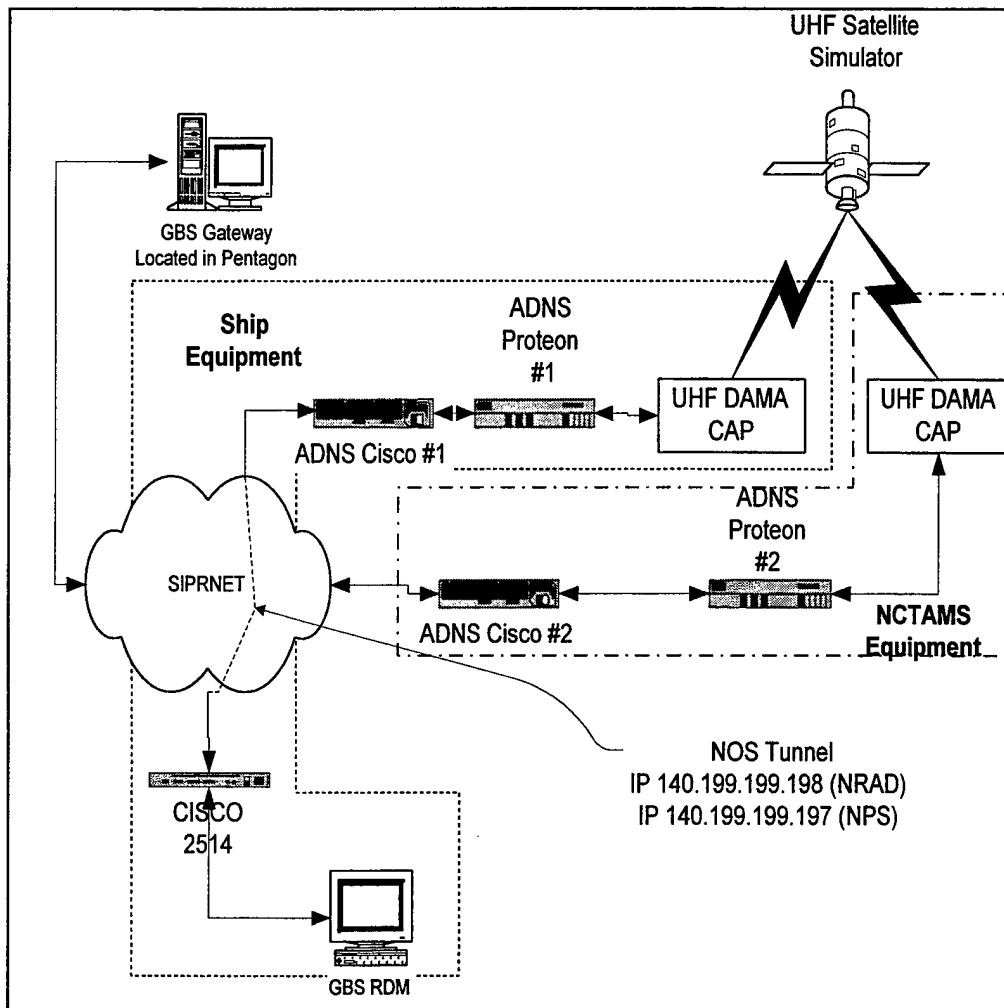 UHF Satellite
Simulator
GBS Gateway
Located in Pentagon
Ship
Equipment
ADNS
Proteon
#1
UHF DAMA
CAP
UHF DAMA
CAP
ADNS Cisco #1
ADNS
Proteon
#2
SIPRNET
ADNS Cisco #2
NCTAMS
Equipment
NOS Tunnel
IP 140.199.199.198 (NRAD)
IP 140.199.199.197 (NPS)
CISCO
2514
GBS RDM